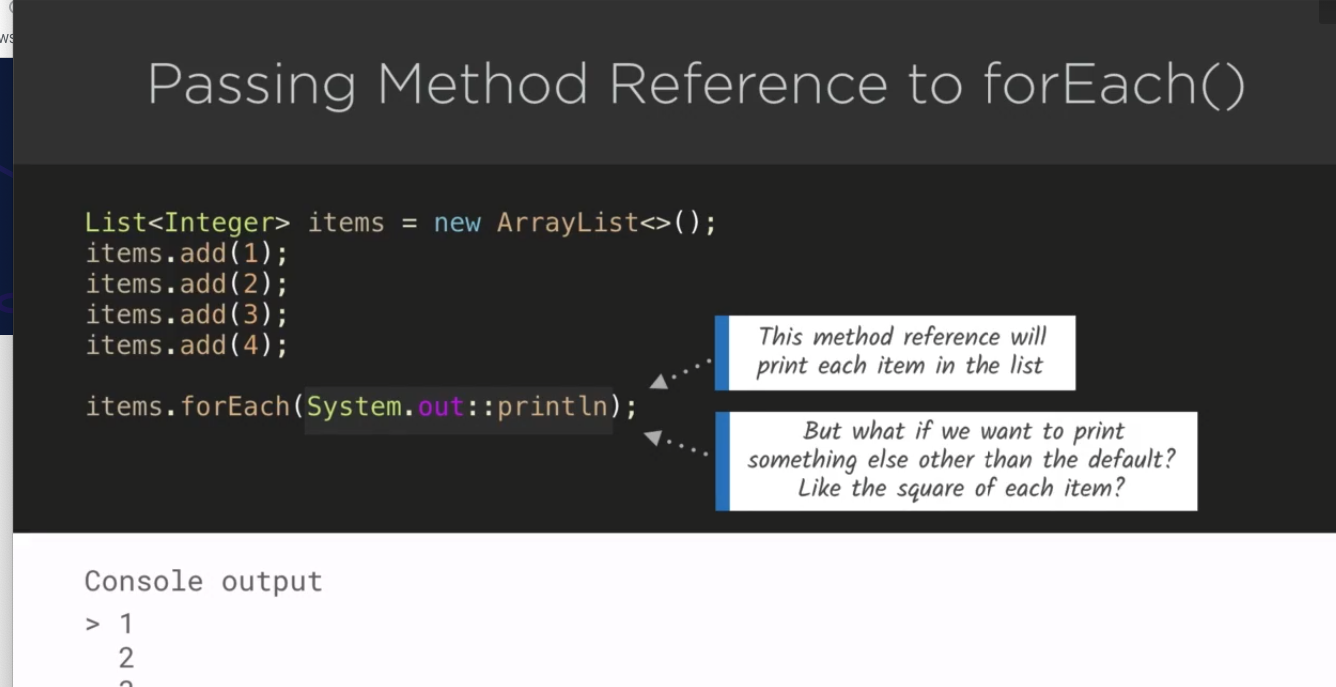 Passing Method Reference to forEach()
List<Integer> items = new ArrayList<>();
items.add(1);
items.add(2);
items.add(3);
items.add(4);
This method reference will
print each item in the list
items.forEach(System.out::println);
But what if we want to print
something else other than the default?
Like the square of each item?
Console output
> 1
2